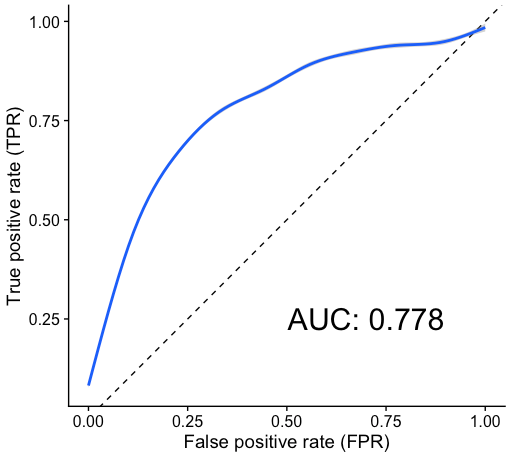 True positive rate (TPR)
1.00
0.75
0.50
0.25
AUC: 0.778
0.00 0.25 0.50 0.75 1.00
False positive rate (FPR)